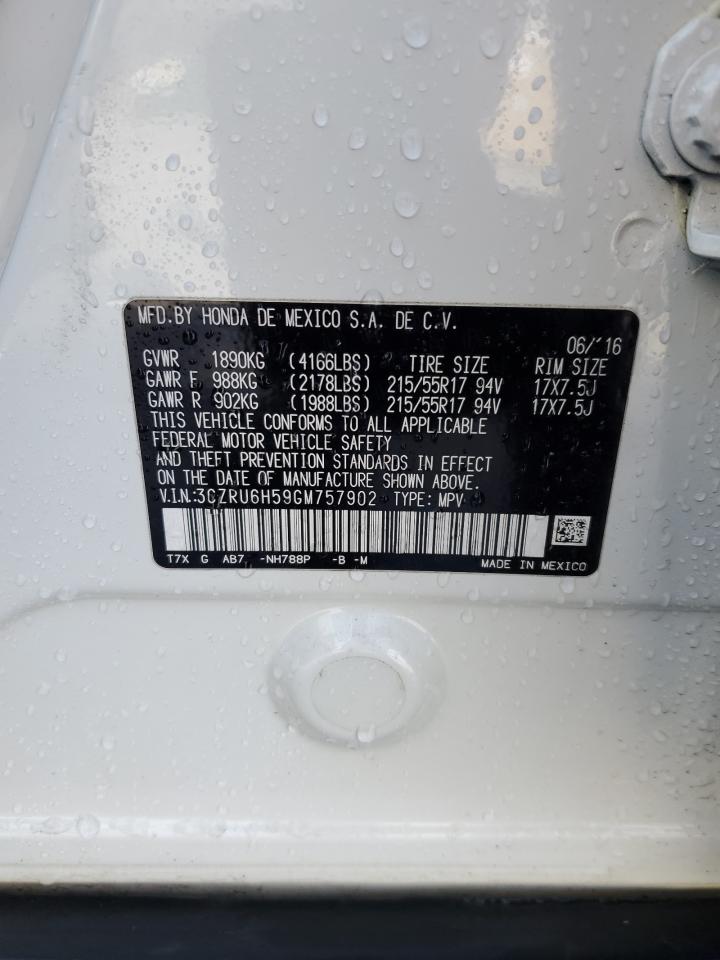 MFD.BY HONDA DE MEXICO S.A. DE C.V.
06/'16
GVWR 1890KG (4166LBS) TIRE SIZE RIM SIZE
GAWR F 988KG (2178LBS) 215/55R17 94V 17X7.5J
GAWR R 902KG (1988LBS) 215/55R17 94V 17X7.5J
THIS VEHICLE CONFORMS TO ALL APPLICABLE
FEDERAL MOTOR VEHICLE SAFETY
AND THEFT PREVENTION STANDARDS IN EFFECT
ON THE DATE OF MANUFACTURE SHOWN ABOVE.
V.I.N:3CZRU6H59GM757902 TYPE: MPV
T7X G AB7 -NH788P -B -M
MADE IN MEXICO